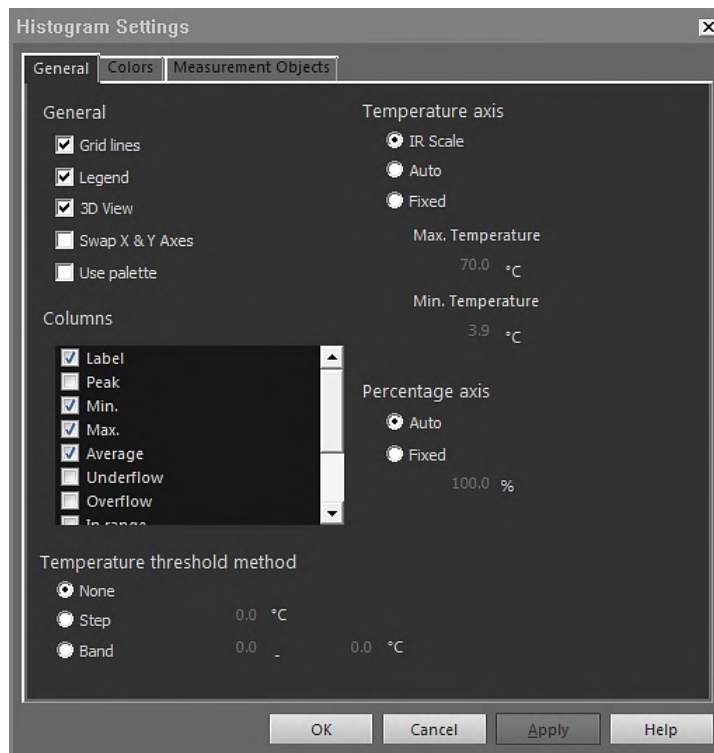 Histogram Settings
General
Colors
Measurement Objects
General
Grid lines
Legend
3D View
Swap X & Y Axes
Use palette
Columns
Label
Peak
Min.
Max.
Average
Underflow
Overflow
In range
Temperature axis
IR Scale
Auto
Fixed
Max. Temperature
70.0 °C
Min. Temperature
3.9 °C
Percentage axis
Auto
Fixed
100.0 %
Temperature threshold method
None
Step 0.0 °C
Band 0.0 - 0.0 °C
OK
Cancel
Apply
Help